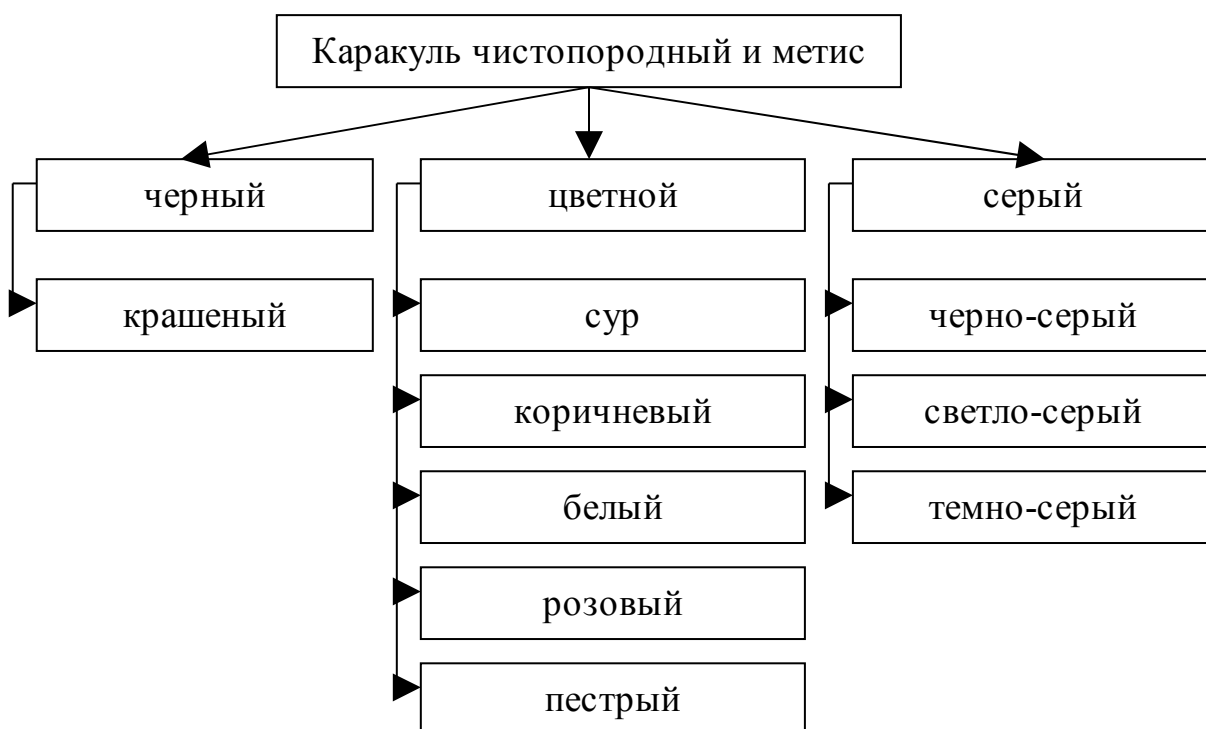 Каракуль чистопородный и метис
черный
цветной
серый
крашеный
сур
черно-серый
коричневый
светло-серый
белый
темно-серый
розовый
пестрый